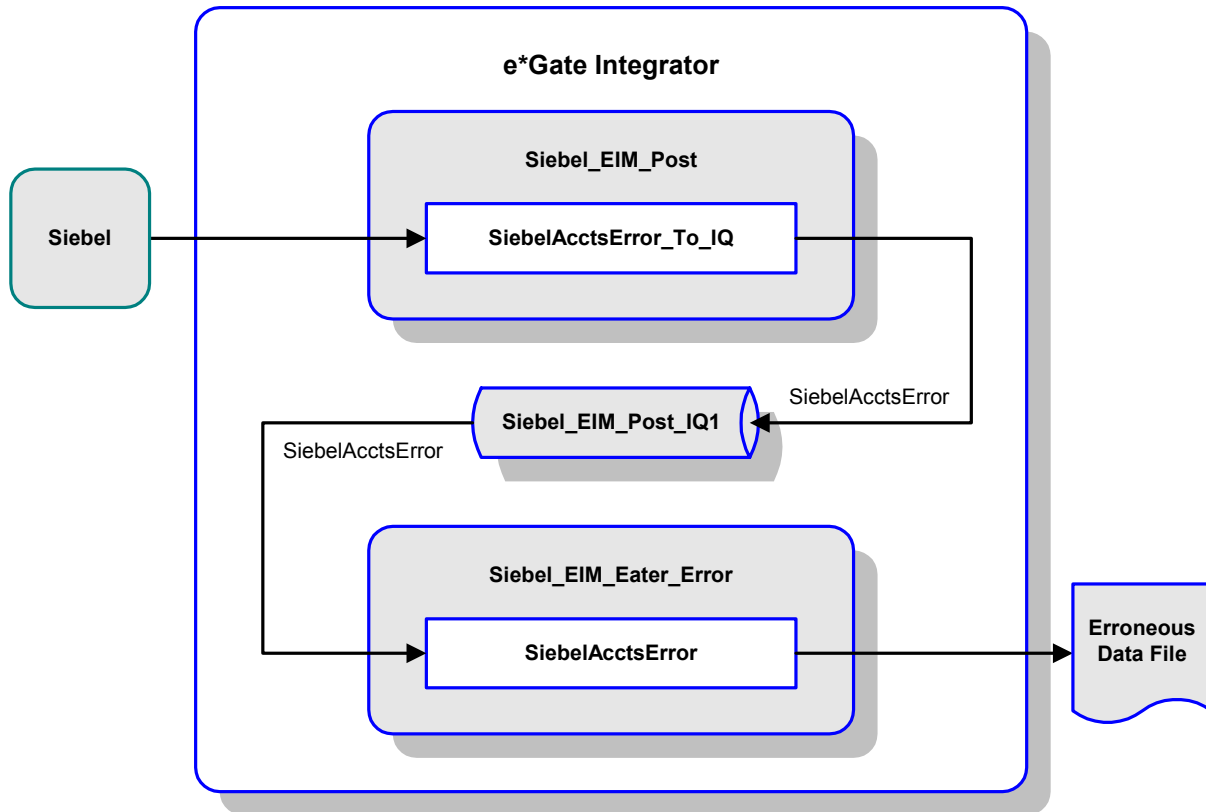 e*Gate Integrator
Siebel_EIM_Post
Siebel
SiebelAcctsError_To_IQ
SiebelAcctsError
Siebel_EIM_Post_IQ1
SiebelAcctsError
Siebel_EIM_Eater_Error
SiebelAcctsError
Erroneous
Data File